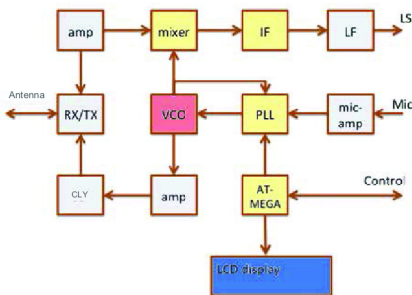 amp
mixer
IF
LF
LS
Antenna
RX/TX
VCO
PLL
mic-
amp
Mic
CLY
amp
AT-
MEGA
Control
LCD display